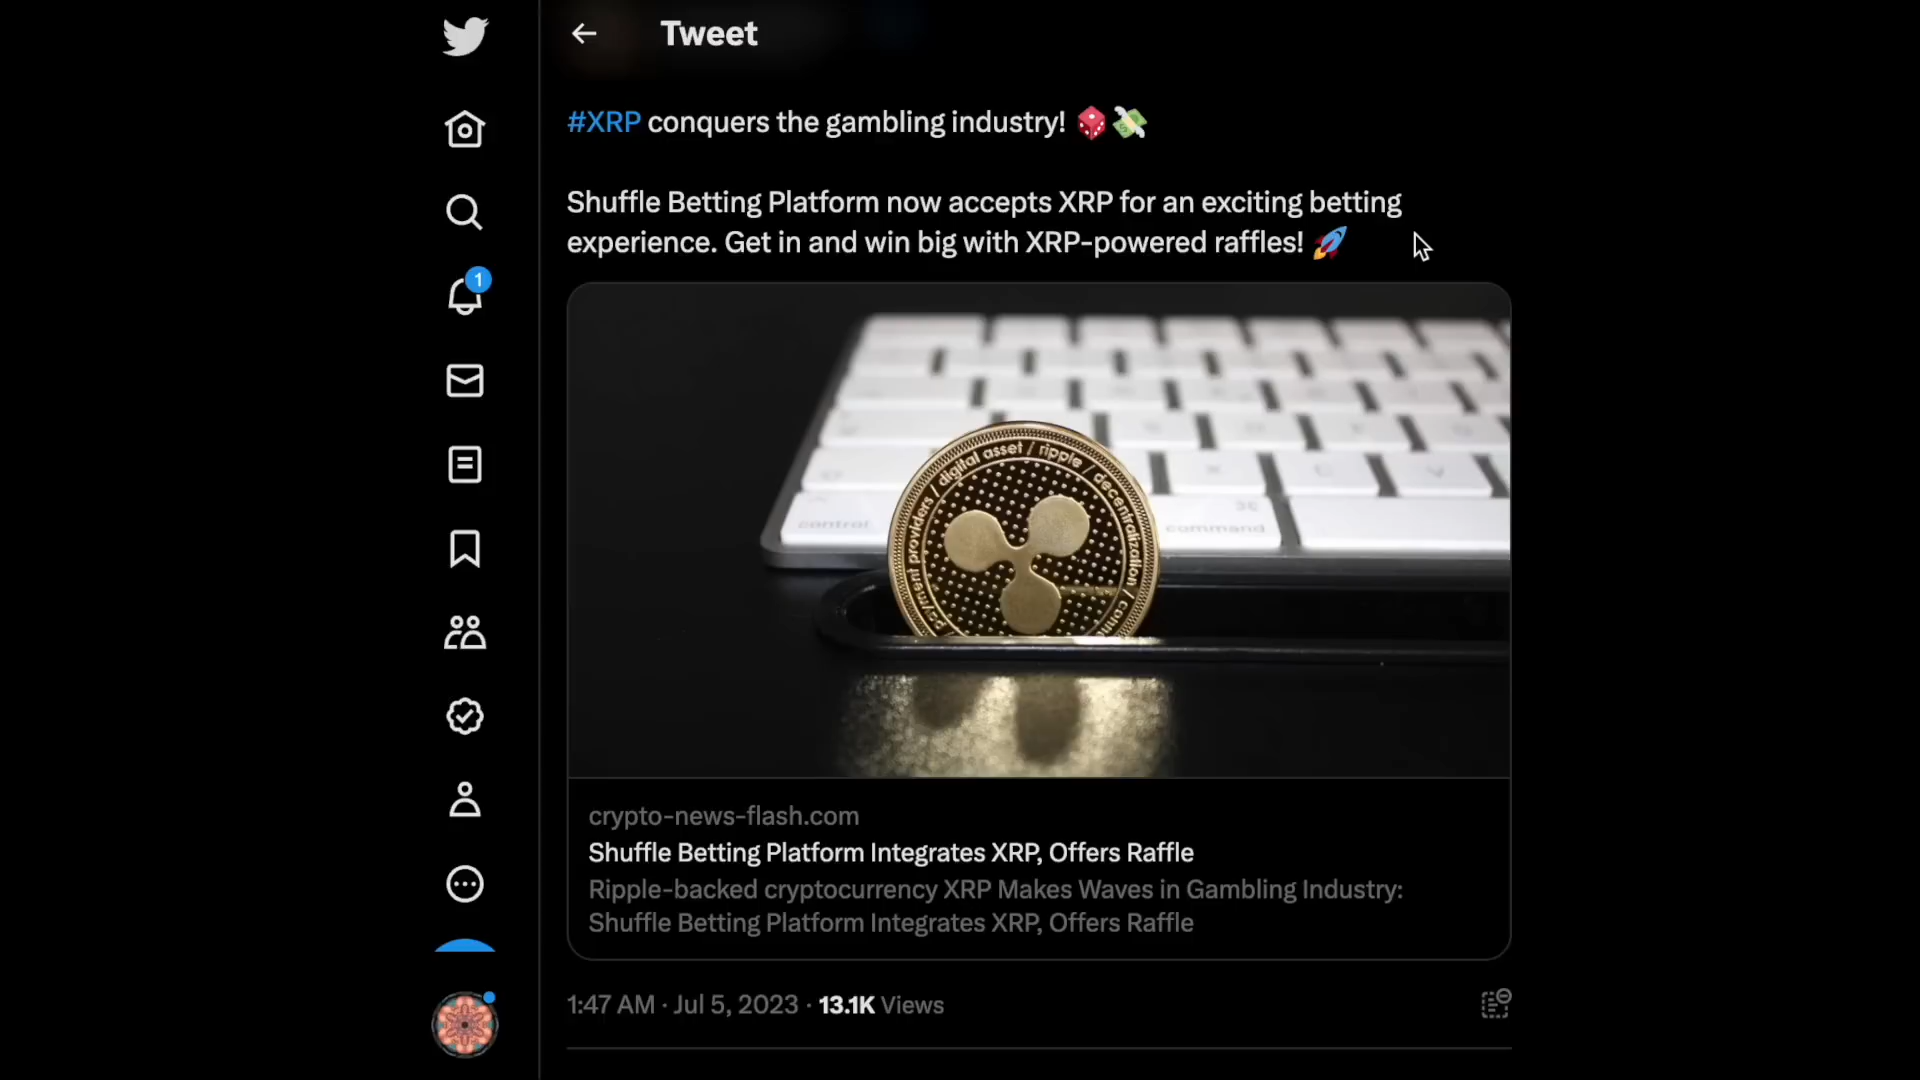 Tweet
#XRP conquers the gambling industry! 🎲💸
Shuffle Betting Platform now accepts XRP for an exciting betting
experience. Get in and win big with XRP-powered raffles! 🚀
1
digital asset / ripple / decentralization / conn
payment providers /
control
command
crypto-news-flash.com
Shuffle Betting Platform Integrates XRP, Offers Raffle
Ripple-backed cryptocurrency XRP Makes Waves in Gambling Industry:
Shuffle Betting Platform Integrates XRP, Offers Raffle
1:47 AM · Jul 5, 2023 · 13.1K Views